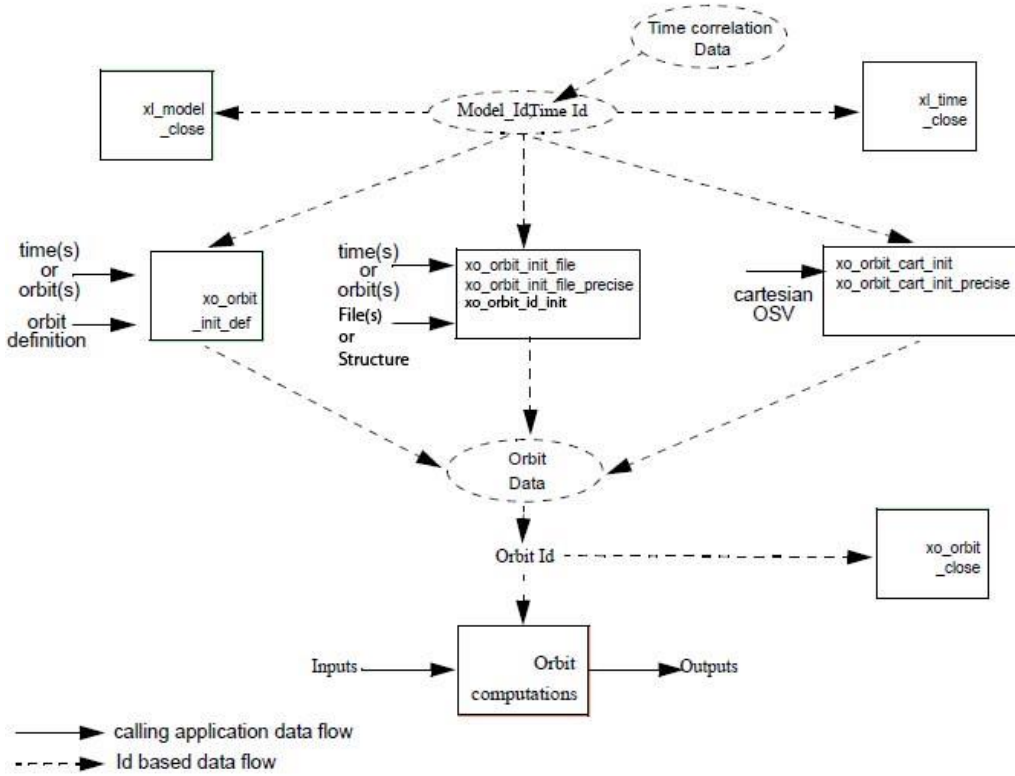 Time correlation
Data
xl_model
_close
Model_Id,Time Id
xl_time
_close
time(s)
or
orbit(s)
orbit
definition
xo_orbit
_init_def
time(s)
or
orbit(s)
File(s)
or
Structure
xo_orbit_init_file
xo_orbit_init_file_precise
xo_orbit_id_init
cartesian
OSV
xo_orbit_cart_init
xo_orbit_cart_init_precise
Orbit
Data
Orbit Id
xo_orbit
_close
Inputs
Orbit
computations
Outputs
calling application data flow
Id based data flow